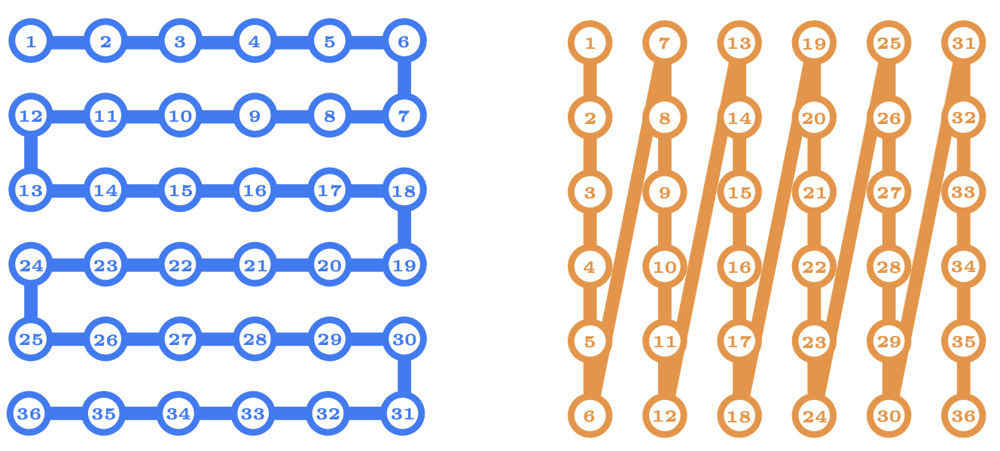 1 2 3 4 5 6
12 11 10 9 8 7
13 14 15 16 17 18
24 23 22 21 20 19
25 26 27 28 29 30
36 35 34 33 32 31
1 7 13 19 25 31
2 8 14 20 26 32
3 9 15 21 27 33
4 10 16 22 28 34
5 11 17 23 29 35
6 12 18 24 30 36